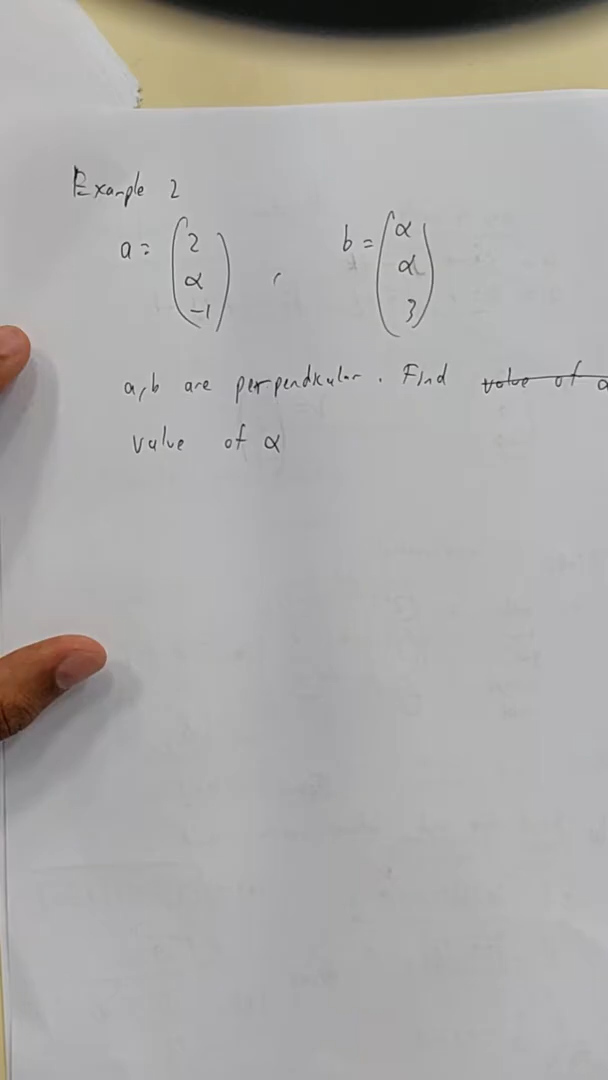 Example 2
a = (2 α -1) , b = (α α 3)
a, b are perpendicular. Find value of
value of α